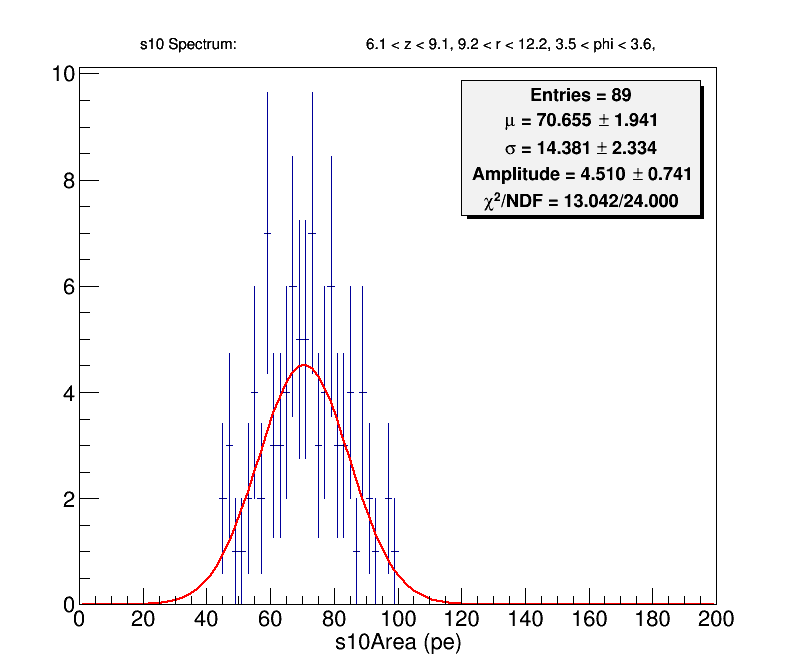 s10 Spectrum: 6.1 < z < 9.1, 9.2 < r < 12.2, 3.5 < phi < 3.6,
Entries = 89
μ = 70.655 ± 1.941
σ = 14.381 ± 2.334
Amplitude = 4.510 ± 0.741
χ²/NDF = 13.042/24.000
10
8
6
4
2
0
0 20 40 60 80 100 120 140 160 180 200
s10Area (pe)